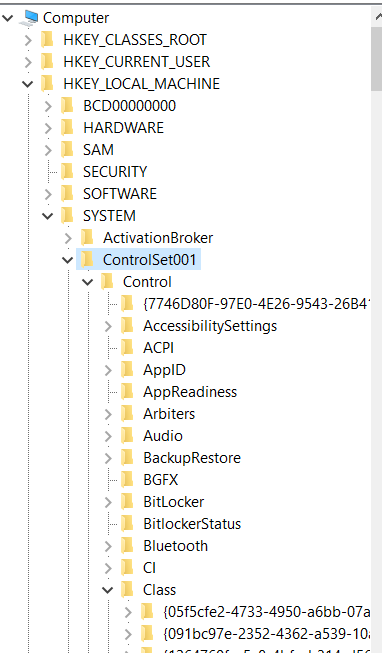 Computer
HKEY_CLASSES_ROOT
HKEY_CURRENT_USER
HKEY_LOCAL_MACHINE
BCD00000000
HARDWARE
SAM
SECURITY
SOFTWARE
SYSTEM
ActivationBroker
ControlSet001
Control
{7746D80F-97E0-4E26-9543-26B41
AccessibilitySettings
ACPI
AppID
AppReadiness
Arbiters
Audio
BackupRestore
BGFX
BitLocker
BitlockerStatus
Bluetooth
CI
Class
{05f5cfe2-4733-4950-a6bb-07a
{091bc97e-2352-4362-a539-10a